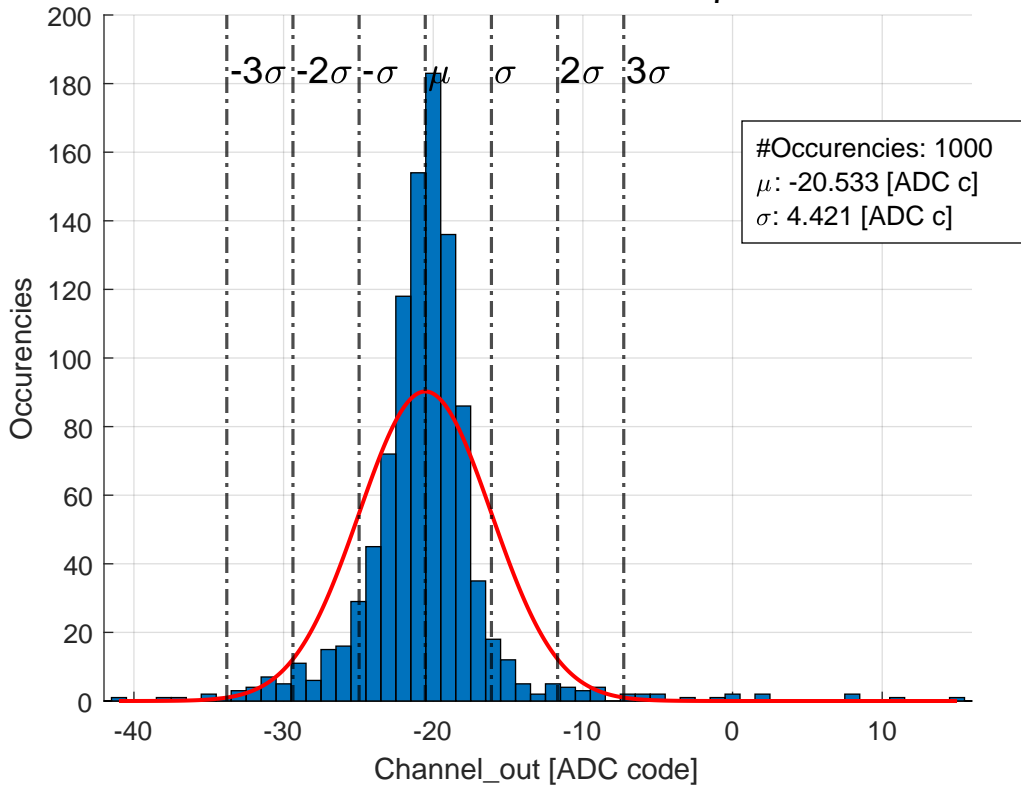 200
180
160
140
120
100
80
60
40
20
0
Occurencies
-3σ -2σ -σ μ σ 2σ 3σ
#Occurencies: 1000
μ: -20.533 [ADC c]
σ: 4.421 [ADC c]
-40 -30 -20 -10 0 10
Channel_out [ADC code]